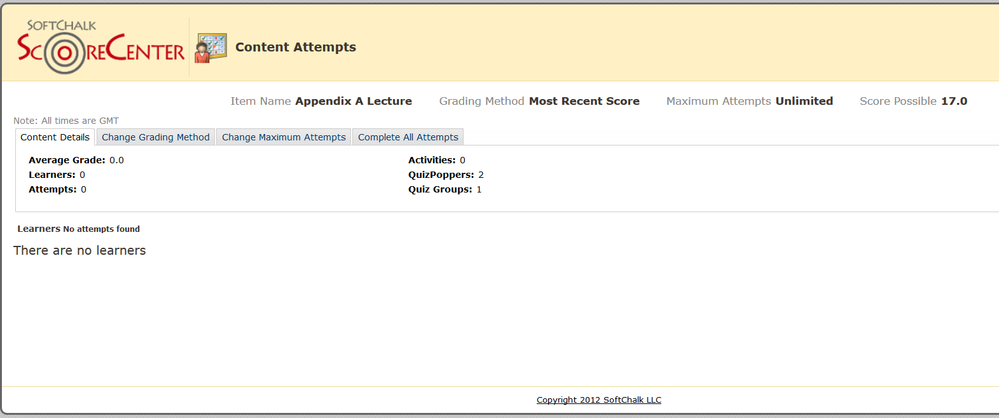 SOFTCHALK
SCORECENTER
Content Attempts
Item Name Appendix A Lecture Grading Method Most Recent Score Maximum Attempts Unlimited Score Possible 17.0
Note: All times are GMT
Content Details Change Grading Method Change Maximum Attempts Complete All Attempts
Average Grade: 0.0 Activities: 0
Learners: 0 QuizPoppers: 2
Attempts: 0 Quiz Groups: 1
Learners No attempts found
There are no learners
Copyright 2012 SoftChalk LLC